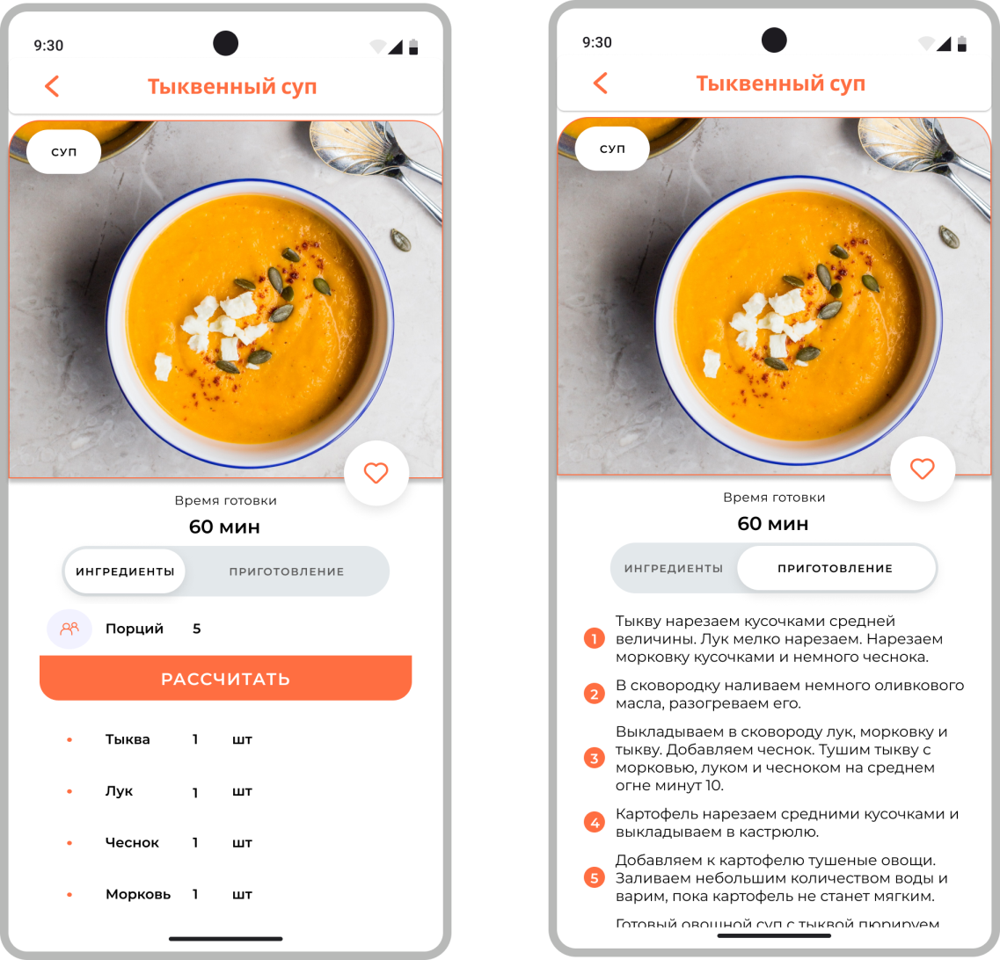 9:30
Тыквенный суп
СУП
Время готовки
60 мин
ИНГРЕДИЕНТЫ ПРИГОТОВЛЕНИЕ
Порций 5
РАССЧИТАТЬ
Тыква 1 шт
Лук 1 шт
Чеснок 1 шт
Морковь 1 шт
9:30
Тыквенный суп
СУП
Время готовки
60 мин
ИНГРЕДИЕНТЫ ПРИГОТОВЛЕНИЕ
Тыкву нарезаем кусочками средней
1 величины. Лук мелко нарезаем. Нарезаем
морковку кусочками и немного чеснока.
2 В сковородку наливаем немного оливкового
масла, разогреваем его.
Выкладываем в сковороду лук, морковку и
3 тыкву. Добавляем чеснок. Тушим тыкву с
морковью, луком и чесноком на среднем
огне минут 10.
4 Картофель нарезаем средними кусочками и
выкладываем в кастрюлю.
Добавляем к картофелю тушеные овощи.
5 Заливаем небольшим количеством воды и
варим, пока картофель не станет мягким.
Готовый овощной суп с тыквой пюрируем